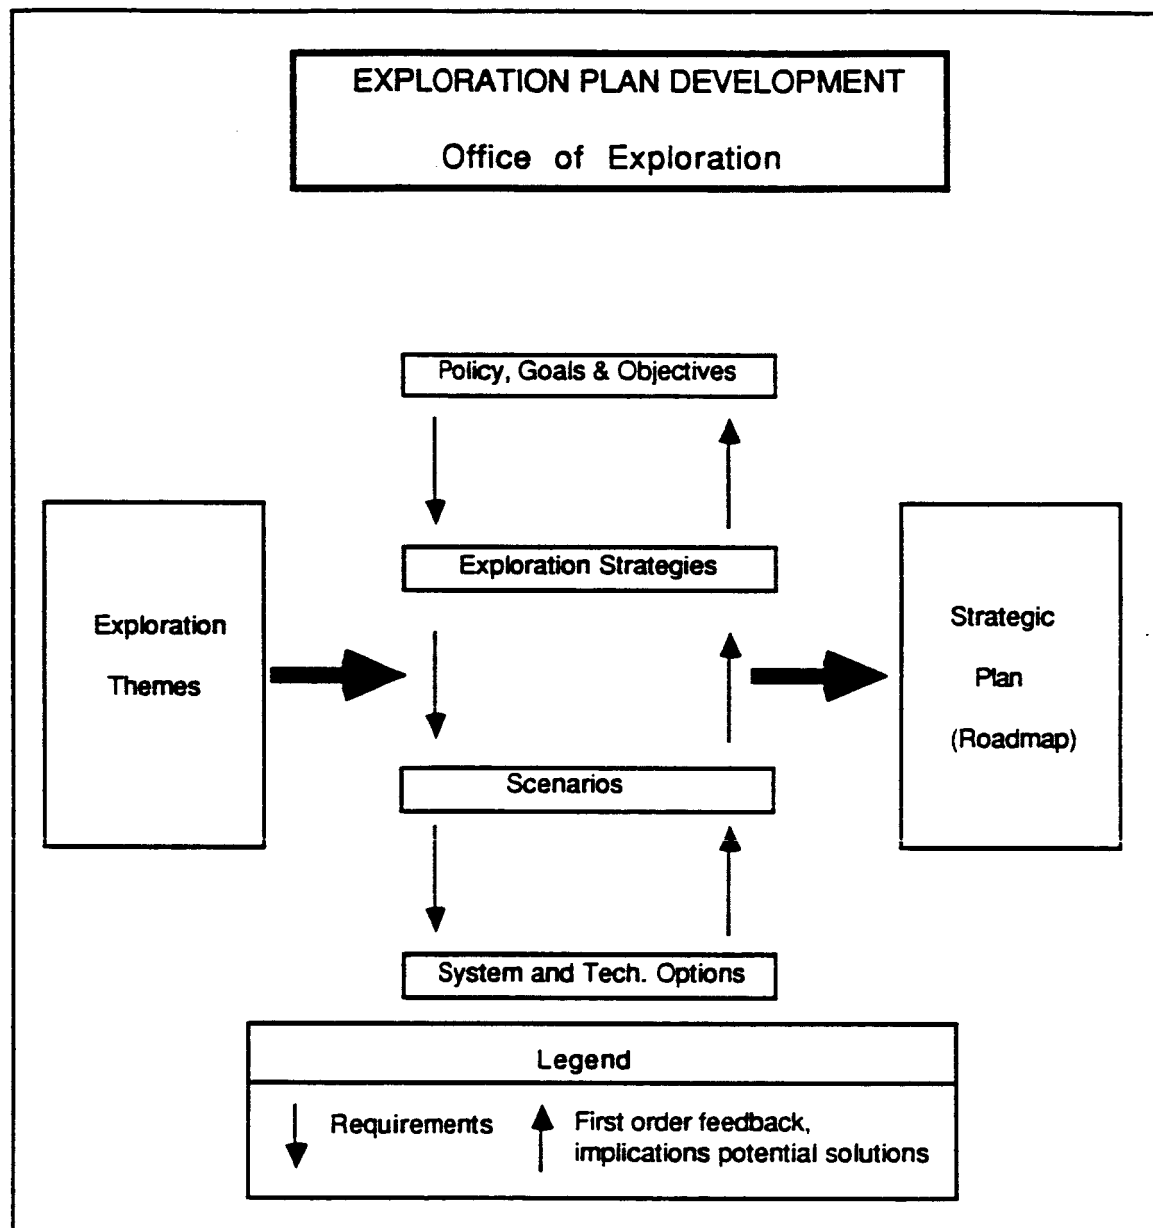 EXPLORATION PLAN DEVELOPMENT
Office of Exploration
Policy, Goals & Objectives
Exploration Strategies
Exploration
Themes
Strategic
Plan
(Roadmap)
Scenarios
System and Tech. Options
Legend
Requirements
First order feedback,
implications potential solutions